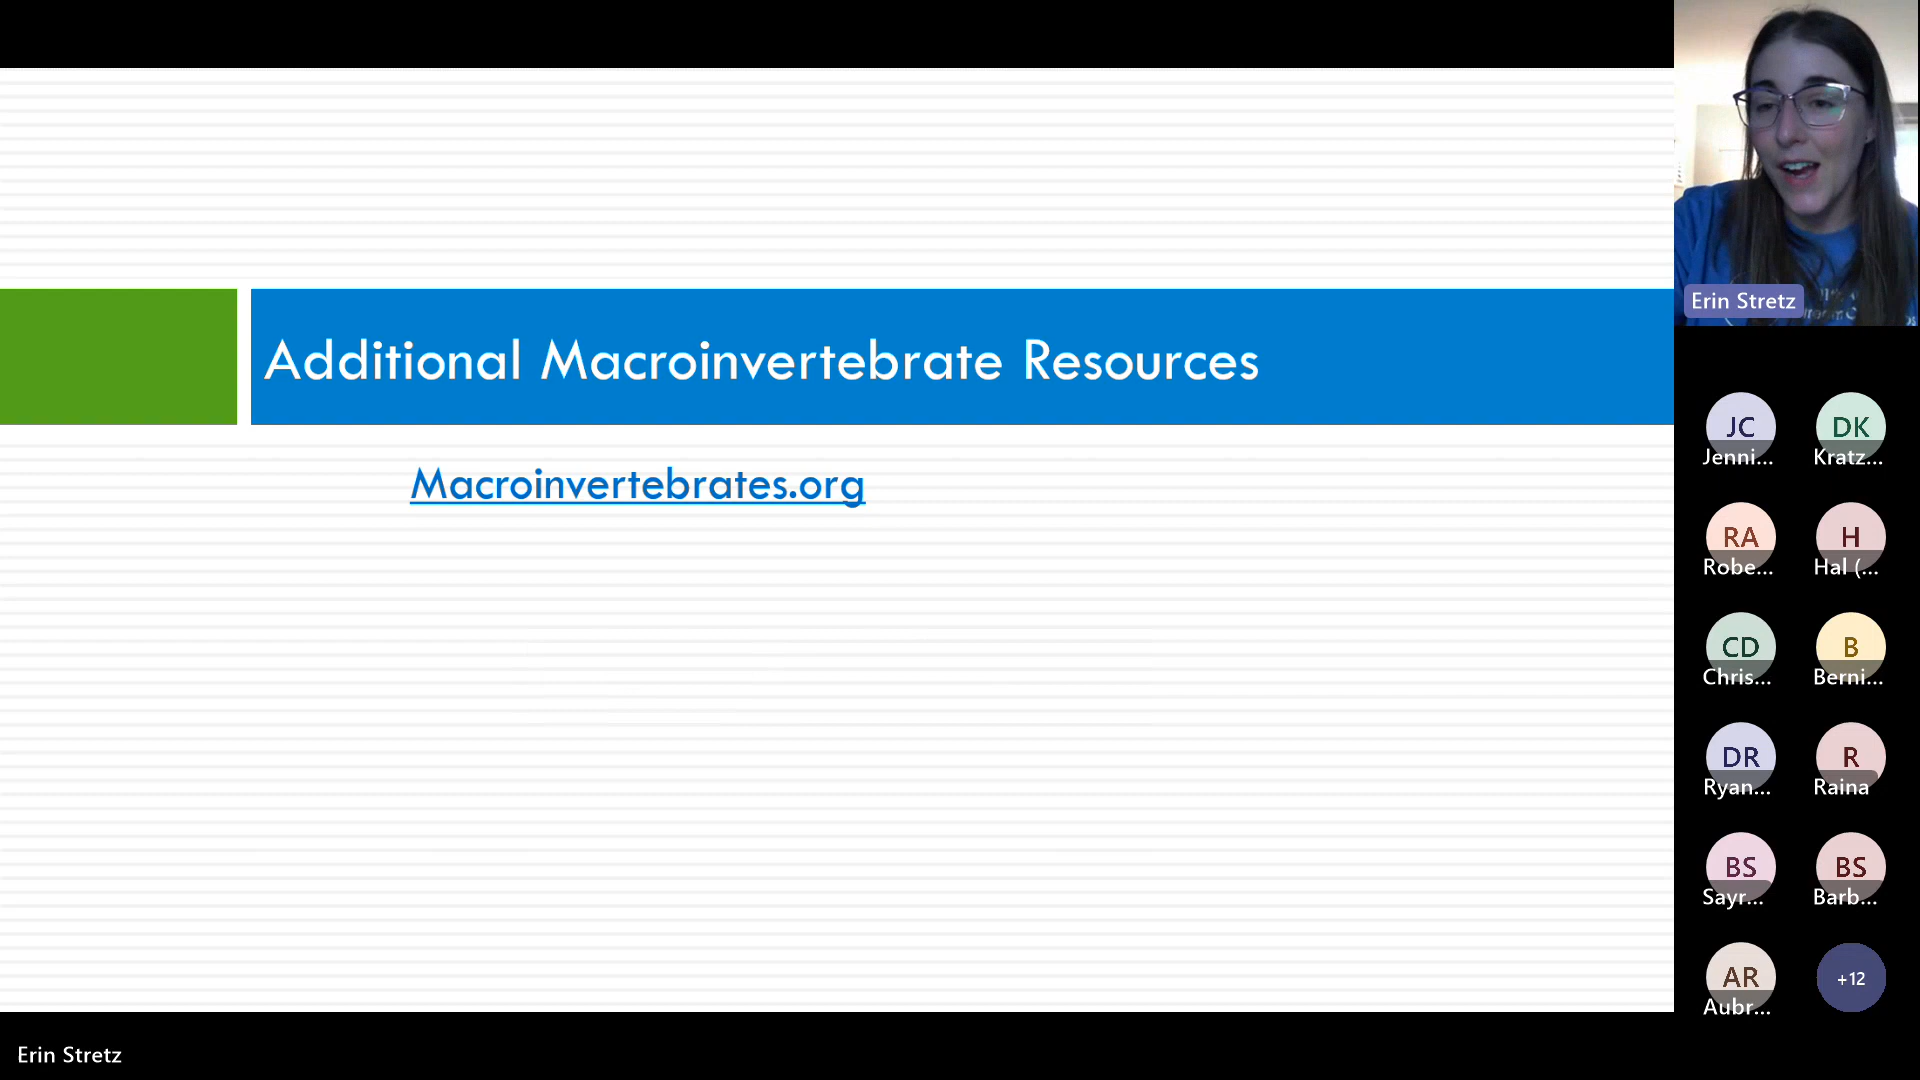 Additional Macroinvertebrate Resources
Macroinvertebrates.org
Erin Stretz
JC
Jenni...
DK
Kratz...
RA
Robe...
H
Hal (...
CD
Chris...
B
Berni...
DR
Ryan...
R
Raina
BS
Sayr...
BS
Barb...
AR
Aubr...
+12
Erin Stretz